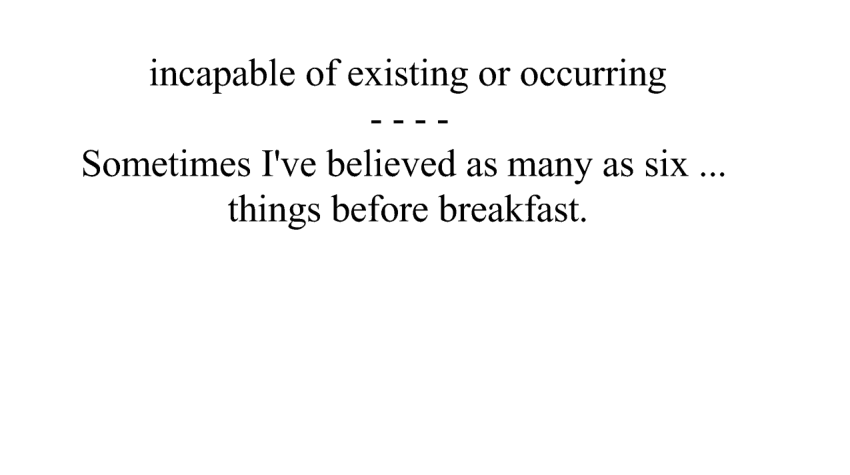 incapable of existing or occurring
- - - -
Sometimes I've believed as many as six ...
things before breakfast.